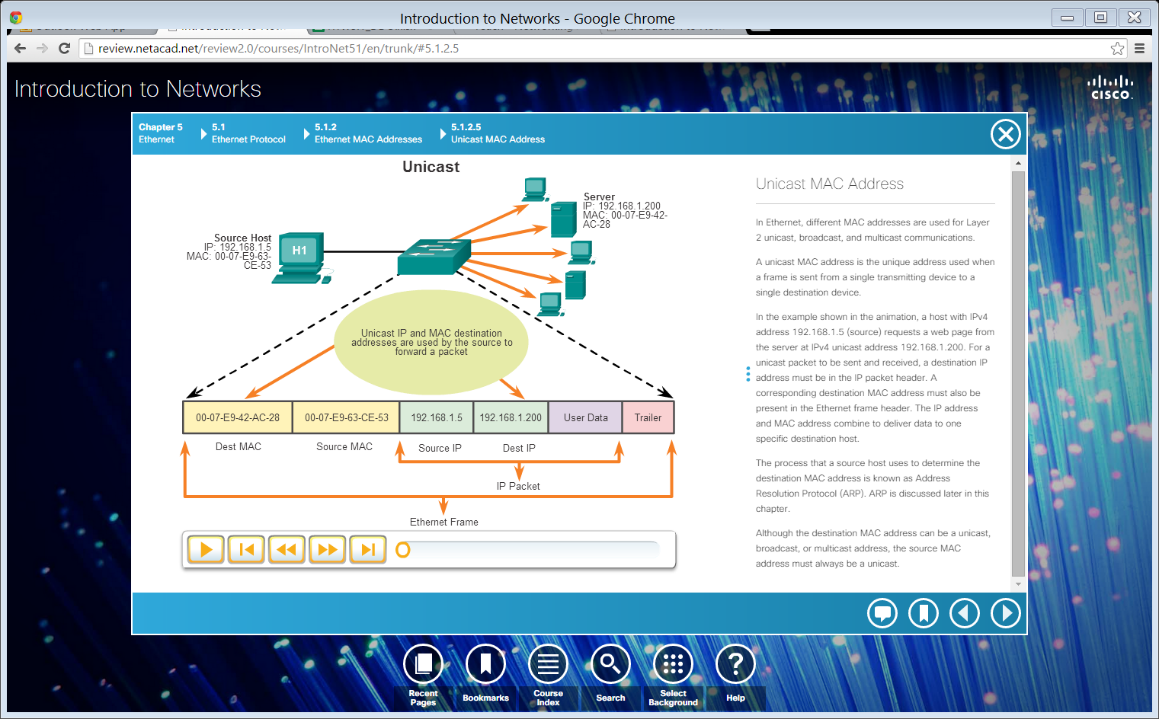 Introduction to Networks - Google Chrome
review.netacad.net/review2.0/courses/IntroNet51/en/trunk/#5.1.2.5
Introduction to Networks
CISCO.
Chapter 5
Ethernet
5.1
Ethernet Protocol
5.1.2
Ethernet MAC Addresses
5.1.2.5
Unicast MAC Address
Unicast
Server
IP: 192.168.1.200
MAC: 00-07-E9-42-
AC-28
Source Host
IP: 192.168.1.5
MAC: 00-07-E9-63-
CE-53
H1
Unicast IP and MAC destination
addresses are used by the source to
forward a packet
00-07-E9-42-AC-28 00-07-E9-63-CE-53 192.168.1.5 192.168.1.200 User Data Trailer
Dest MAC Source MAC Source IP Dest IP
IP Packet
Ethernet Frame
Unicast MAC Address
In Ethernet, different MAC addresses are used for Layer
2 unicast, broadcast, and multicast communications.
A unicast MAC address is the unique address used when
a frame is sent from a single transmitting device to a
single destination device.
In the example shown in the animation, a host with IPv4
address 192.168.1.5 (source) requests a web page from
the server at IPv4 unicast address 192.168.1.200. For a
unicast packet to be sent and received, a destination IP
address must be in the IP packet header. A
corresponding destination MAC address must also be
present in the Ethernet frame header. The IP address
and MAC address combine to deliver data to one
specific destination host.
The process that a source host uses to determine the
destination MAC address is known as Address
Resolution Protocol (ARP). ARP is discussed later in this
chapter.
Although the destination MAC address can be a unicast,
broadcast, or multicast address, the source MAC
address must always be a unicast.
Recent
Pages
Bookmarks
Course
Index
Search
Select
Background
Help